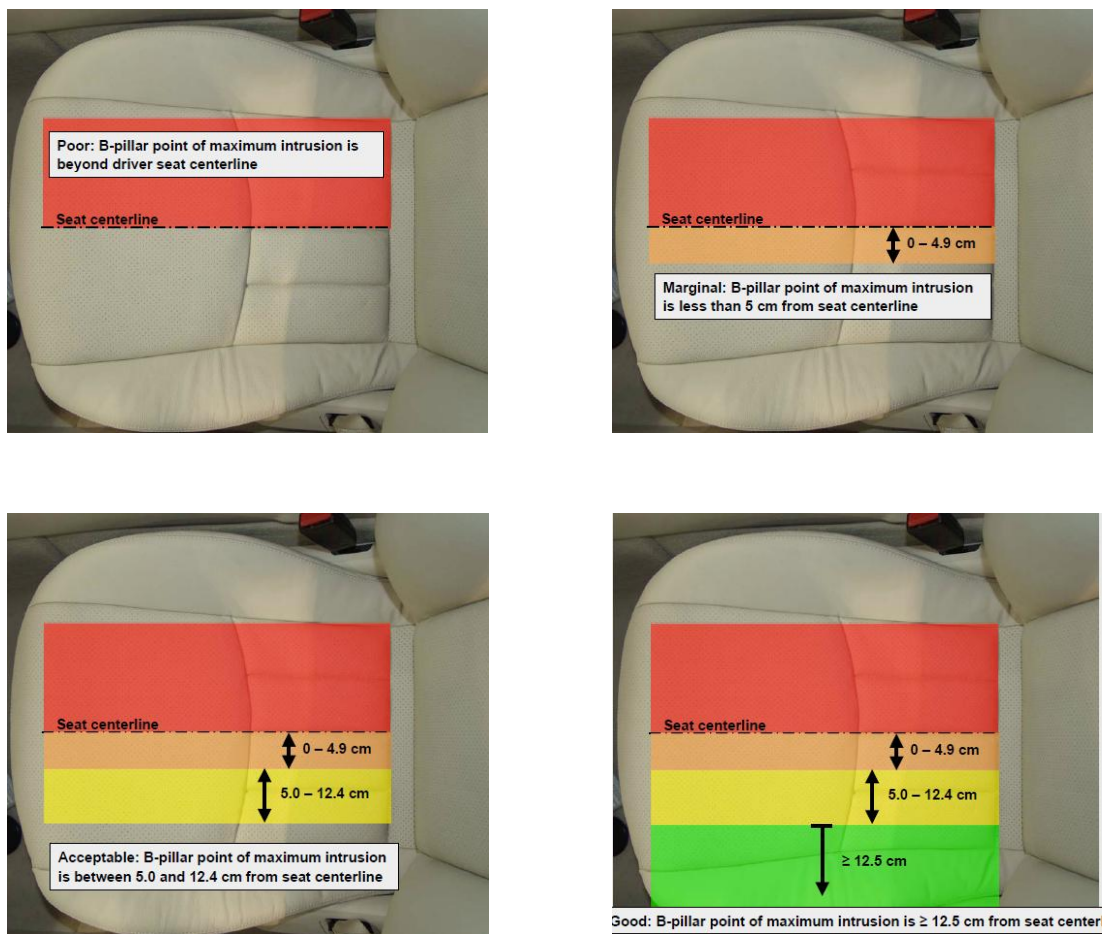 Poor: B-pillar point of maximum intrusion is
beyond driver seat centerline
Seat centerline
Seat centerline
0 – 4.9 cm
Marginal: B-pillar point of maximum intrusion
is less than 5 cm from seat centerline
Seat centerline
0 – 4.9 cm
5.0 – 12.4 cm
Acceptable: B-pillar point of maximum intrusion
is between 5.0 and 12.4 cm from seat centerline
Seat centerline
0 – 4.9 cm
5.0 – 12.4 cm
≥ 12.5 cm
Good: B-pillar point of maximum intrusion is ≥ 12.5 cm from seat centerl